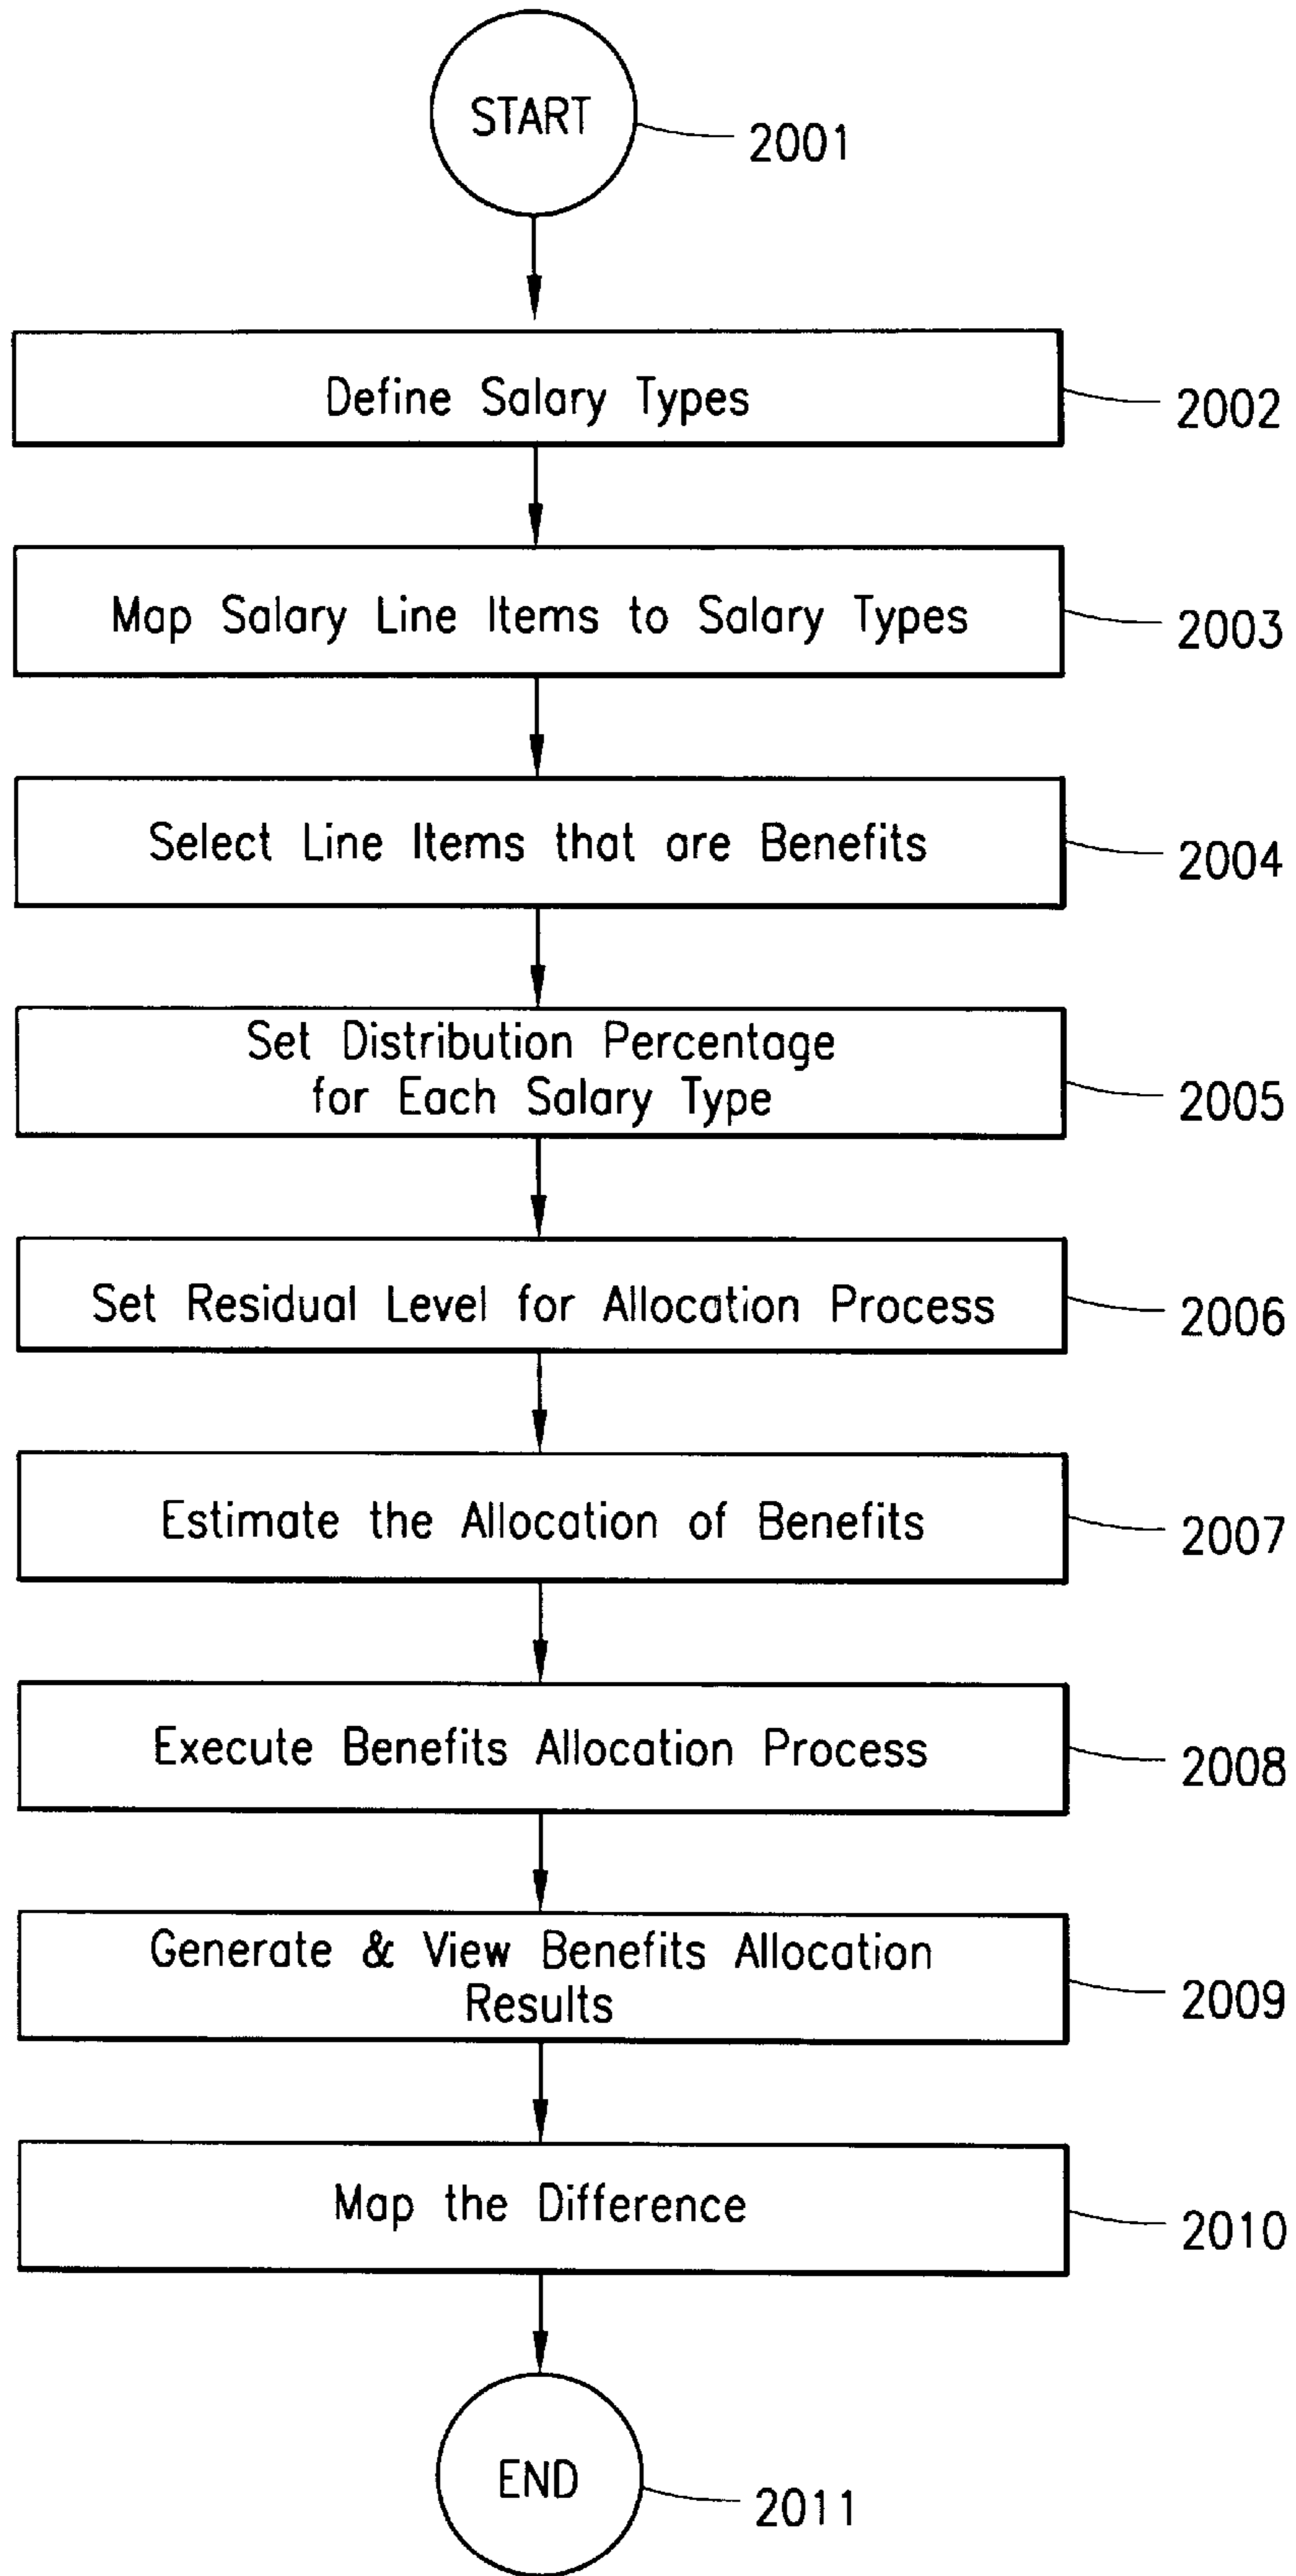 START
2001
Define Salary Types
2002
Map Salary Line Items to Salary Types
2003
Select Line Items that are Benefits
2004
Set Distribution Percentage
for Each Salary Type
2005
Set Residual Level for Allocation Process
2006
Estimate the Allocation of Benefits
2007
Execute Benefits Allocation Process
2008
Generate & View Benefits Allocation
Results
2009
Map the Difference
2010
END
2011